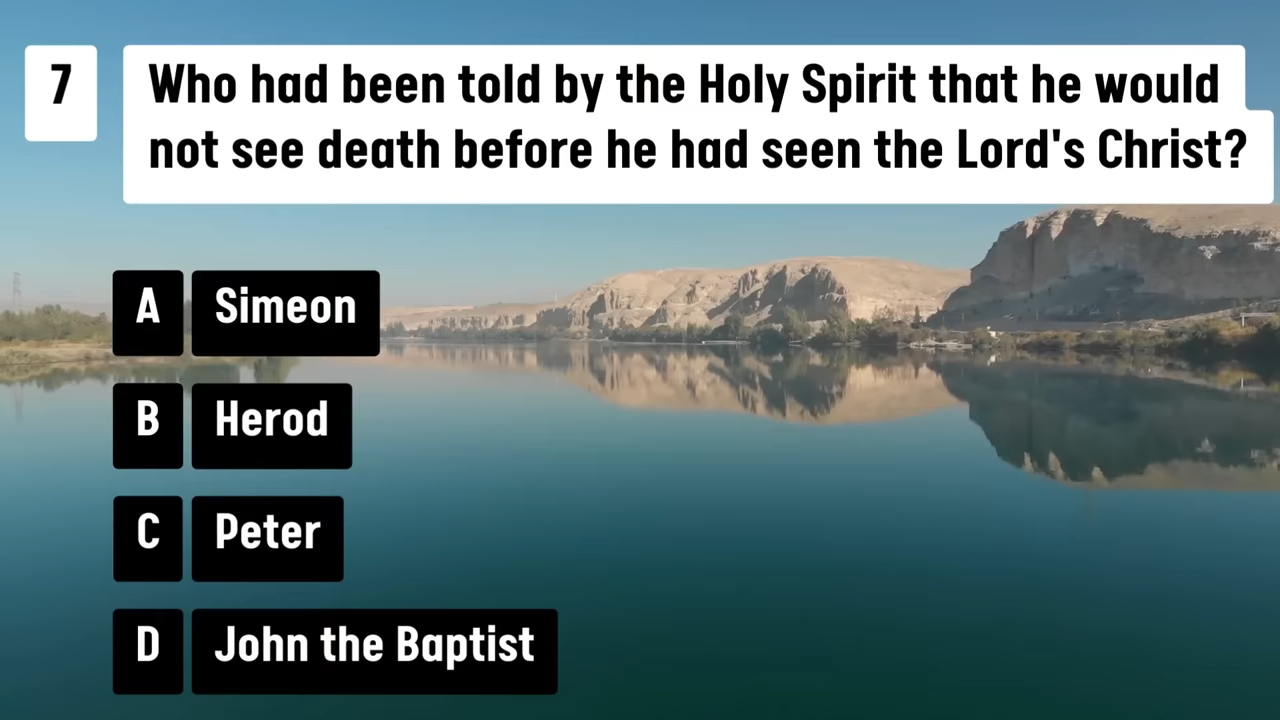 7
Who had been told by the Holy Spirit that he would
not see death before he had seen the Lord's Christ?
A Simeon
B Herod
C Peter
D John the Baptist